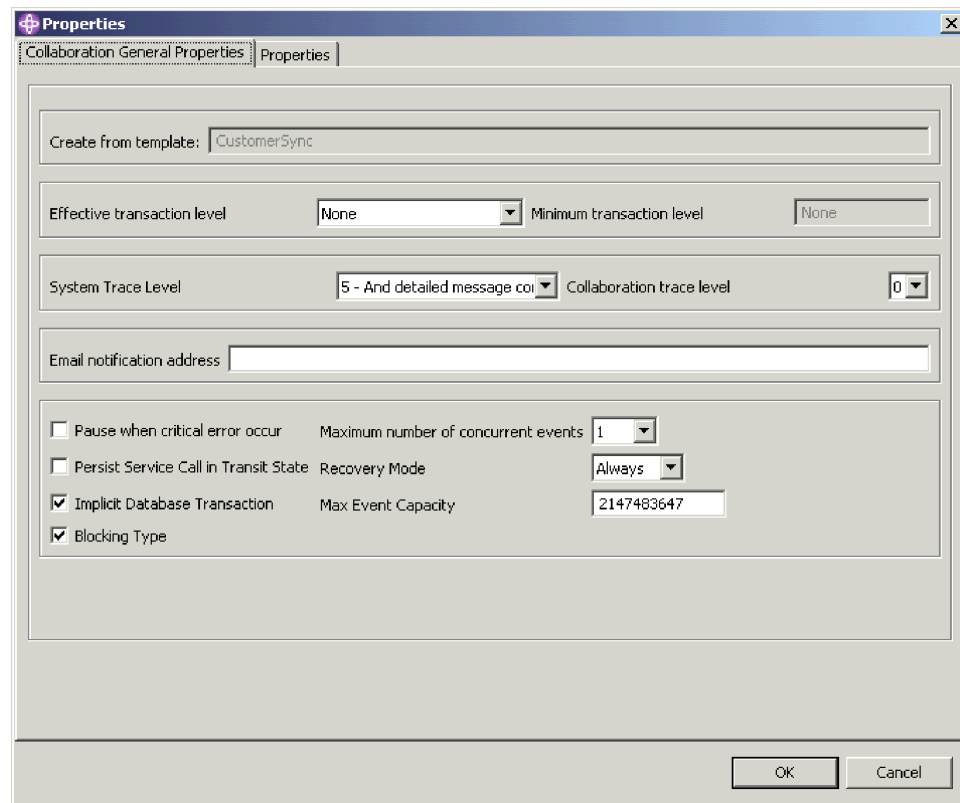 Properties
Collaboration General Properties Properties
Create from template: CustomerSync
Effective transaction level None Minimum transaction level None
System Trace Level 5 - And detailed message Collaboration trace level 0
Email notification address
Pause when critical error occur Maximum number of concurrent events 1
Persist Service Call in Transit State Recovery Mode Always
Implicit Database Transaction Max Event Capacity 2147483647
Blocking Type
OK Cancel